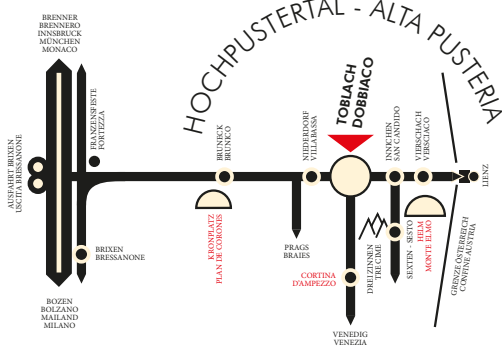 BRENNER
BRENNERO
INNSBRUCK
MÜNCHEN
MONACO
HOCHPUSTERTAL - ALTA PUSTERIA
AUSFAHRT BRIXEN
USCITA BRESSANONE
FRANZENSFESTE
FORTEZZA
BRUNECK
BRUNICO
NIEDERDORF
VILLABASSA
TOBLACH
DOBBIACO
INNICHEN
SAN CANDIDO
VIERSCHACH
VERSCIACO
LIENZ
KRONPLATZ
PLAN DE CORONES
BRIXEN
BRESSANONE
PRAGS
BRAIES
CORTINA
D'AMPEZZO
DREIZINNEN
TRE CIME
SEXTEN - SESTO
HELM
MONTE ELMO
GRENZE ÖSTERREICH
CONFINE AUSTRIA
BOZEN
BOLZANO
MAILAND
MILANO
VENEDIG
VENEZIA